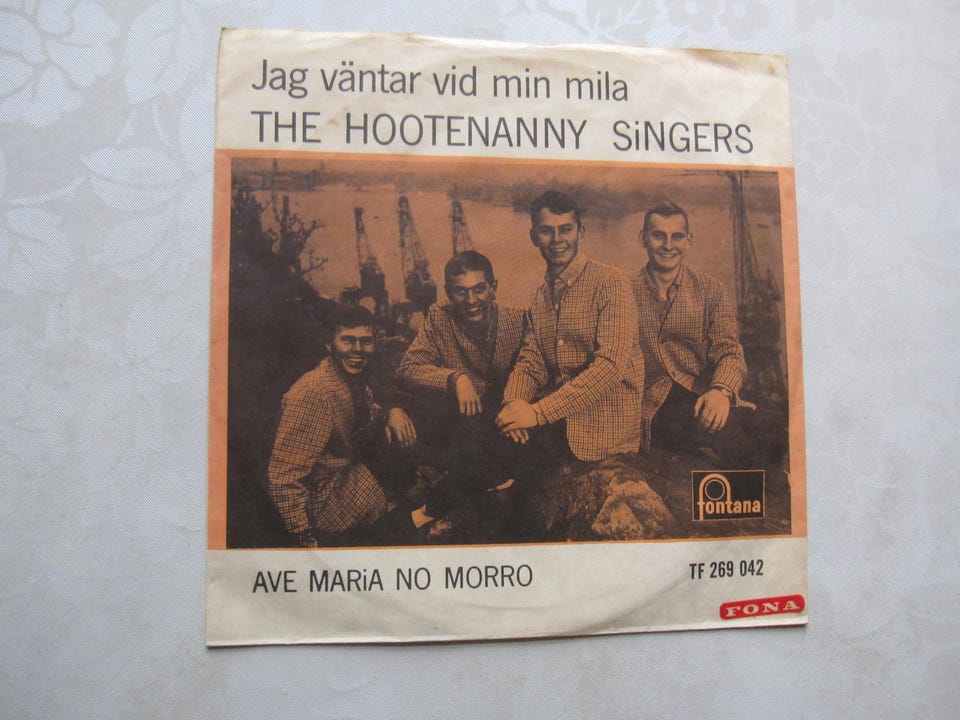 Jag väntar vid min mila
THE HOOTENANNY SiNGERS
fontana
AVE MARiA NO MORRO
TF 269 042
FONA